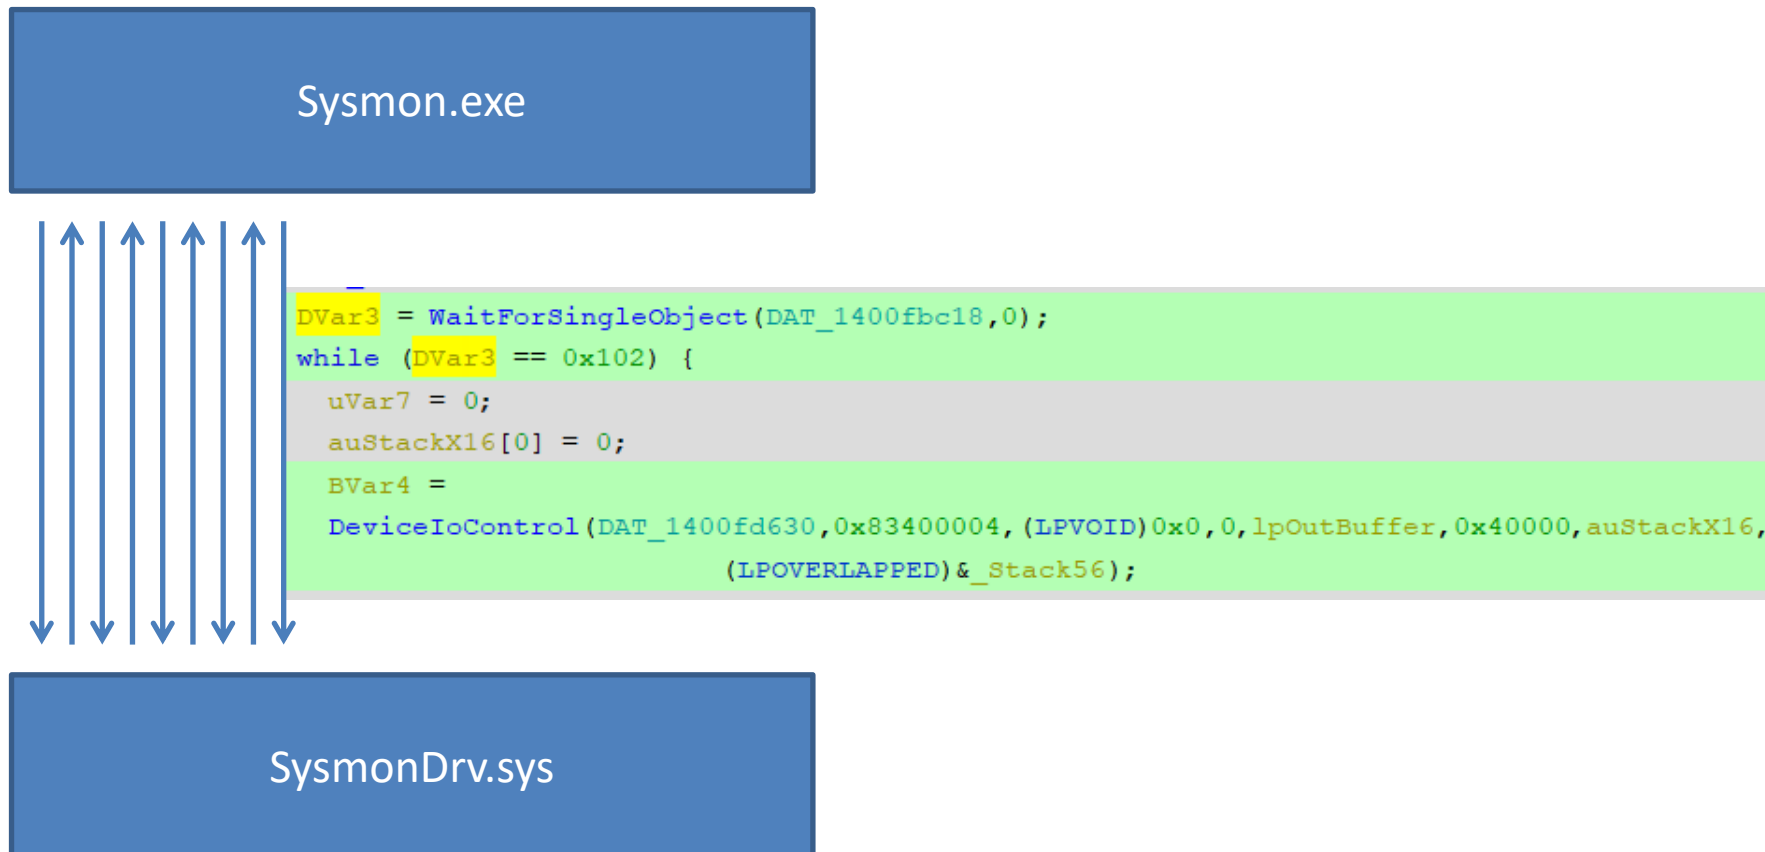 Sysmon.exe
DVar3 = WaitForSingleObject(DAT_1400fbc18,0);
while (DVar3 == 0x102) {
uVar7 = 0;
auStackX16[0] = 0;
BVar4 =
DeviceIoControl(DAT_1400fd630,0x83400004,(LPVOID)0x0,0,lpOutBuffer,0x40000,auStackX16,
(LPOVERLAPPED)&_Stack56);
SysmonDrv.sys